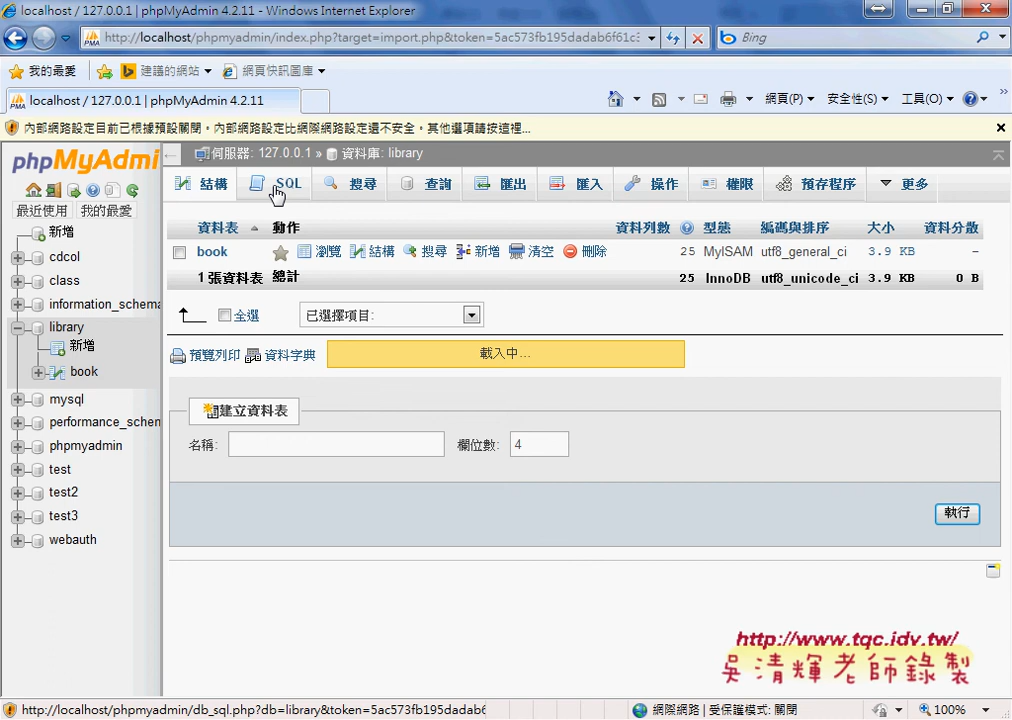 localhost / 127.0.0.1 | phpMyAdmin 4.2.11 - Windows Internet Explorer
http://localhost/phpmyadmin/index.php?target=import.php&token=5ac573fb195dadab6f61c3
Bing
我的最愛 建議的網站 網頁快訊圖庫
localhost / 127.0.0.1 | phpMyAdmin 4.2.11
網頁(P) 安全性(S) 工具(O) »
內部網路設定目前已根據預設關閉，內部網路設定比網際網路設定還不安全，其他選項請按這裡...
phpMyAdmi
最近使用 我的最愛
新增
cdcol
class
information_schema
library
新增
book
mysql
performance_schem
phpmyadmin
test
test2
test3
webauth
伺服器: 127.0.0.1 » 資料庫: library
結構 SQL 搜尋 查詢 匯出 匯入 操作 權限 預存程序 更多
資料表 動作 資料列數 型態 編碼與排序 大小 資料分散
book 瀏覽 結構 搜尋 新增 清空 刪除 25 MyISAM utf8_general_ci 3.9 KB -
1 張資料表 總計 25 InnoDB utf8_unicode_ci 3.9 KB 0 B
全選 已選擇項目:
預覽列印 資料字典 載入中...
建立資料表
名稱: 欄位數: 4
執行
http://www.tqc.idv.tw/
吳清輝老師錄製
http://localhost/phpmyadmin/db_sql.php?db=library&token=5ac573fb195dadab6
網際網路 | 受保護模式: 關閉 100%